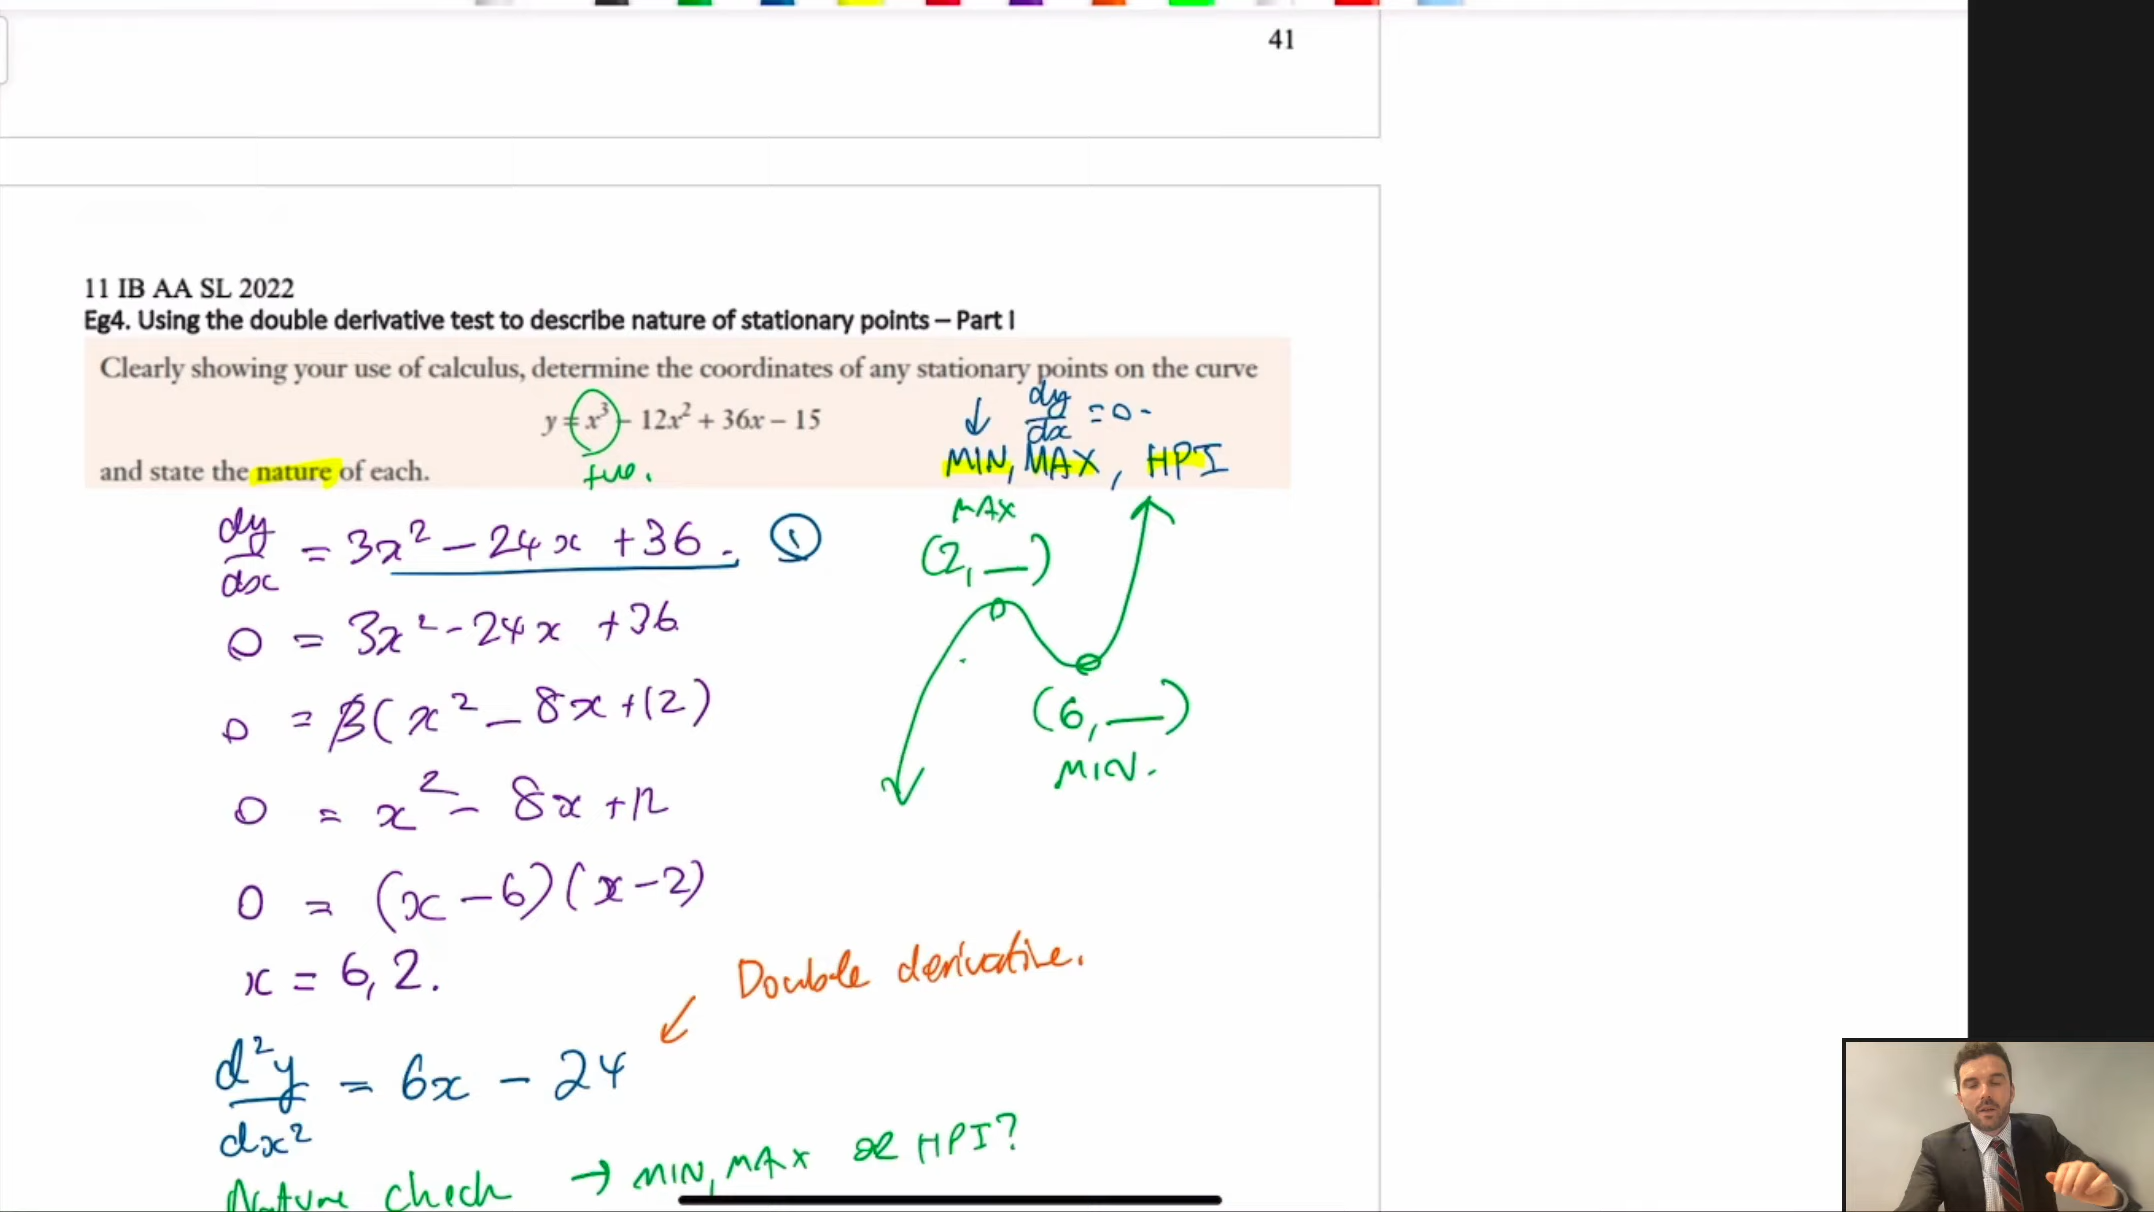 41
11 IB AA SL 2022
Eg4. Using the double derivative test to describe nature of stationary points – Part I
Clearly showing your use of calculus, determine the coordinates of any stationary points on the curve
y = x³ – 12x² + 36x – 15
↓ dy/dx = 0.
and state the nature of each.
+ve.
MIN, MAX, HPI
MAX
(2, __)
dy/dx = 3x² – 24x + 36. ①
0 = 3x² – 24x + 36
0 = 3(x² – 8x + 12)
(6, __)
MIN.
0 = x² – 8x + 12
0 = (x – 6)(x – 2)
x = 6, 2.
Double derivative.
d²y/dx² = 6x – 24
Nature check → MIN, MAX OR HPI?